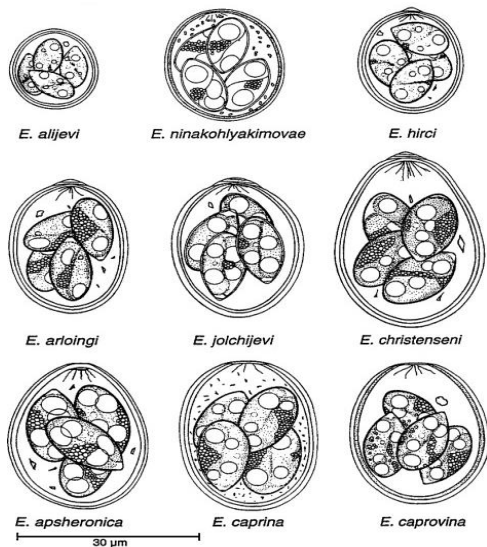 E. alijevi
E. ninakohlyakimovae
E. hirci
E. arloingi
E. jolchijevi
E. christenseni
E. apsheronica
E. caprina
E. caprovina
30 µm